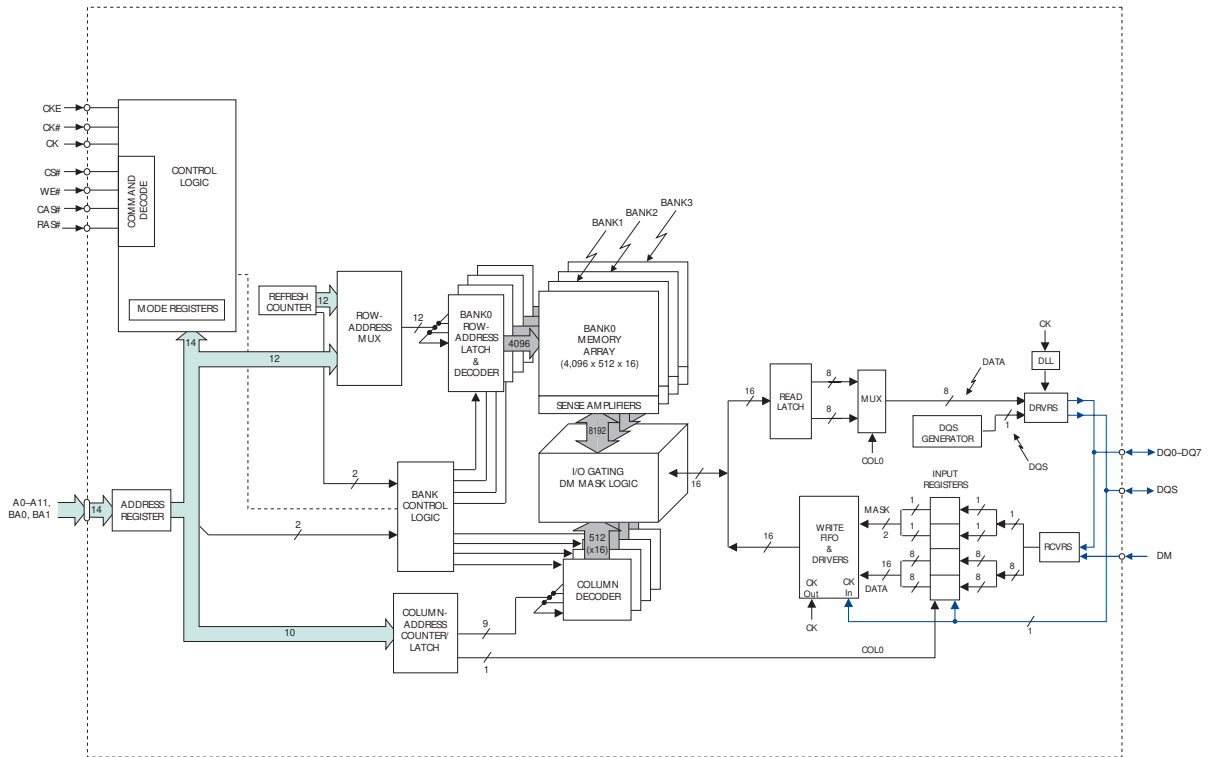 CKE
CK#
CK
CS#
WE#
CAS#
RAS#
COMMAND
DECODE
CONTROL
LOGIC
MODE REGISTERS
REFRESH
COUNTER
12
ROW-
ADDRESS
MUX
12
14
12
BANK0
ROW-
ADDRESS
LATCH
&
DECODER
4096
BANK1
BANK2
BANK3
BANK0
MEMORY
ARRAY
(4,096 x 512 x 16)
SENSE AMPLIFIERS
8192
I/O GATING
DM MASK LOGIC
16
512
(x16)
COLUMN
DECODER
2
2
BANK
CONTROL
LOGIC
A0–A11,
BA0, BA1
14
ADDRESS
REGISTER
10
COLUMN-
ADDRESS
COUNTER/
LATCH
9
1
COL0
16
READ
LATCH
8
8
MUX
COL0
8
DATA
DQS
GENERATOR
1
DQS
CK
DLL
DRVRS
INPUT
REGISTERS
16
WRITE
FIFO
&
DRIVERS
CK
Out
CK
In
CK
MASK
2
16
DATA
1
1
8
8
1
1
8
8
1
8
RCVRS
1
DQ0–DQ7
DQS
DM